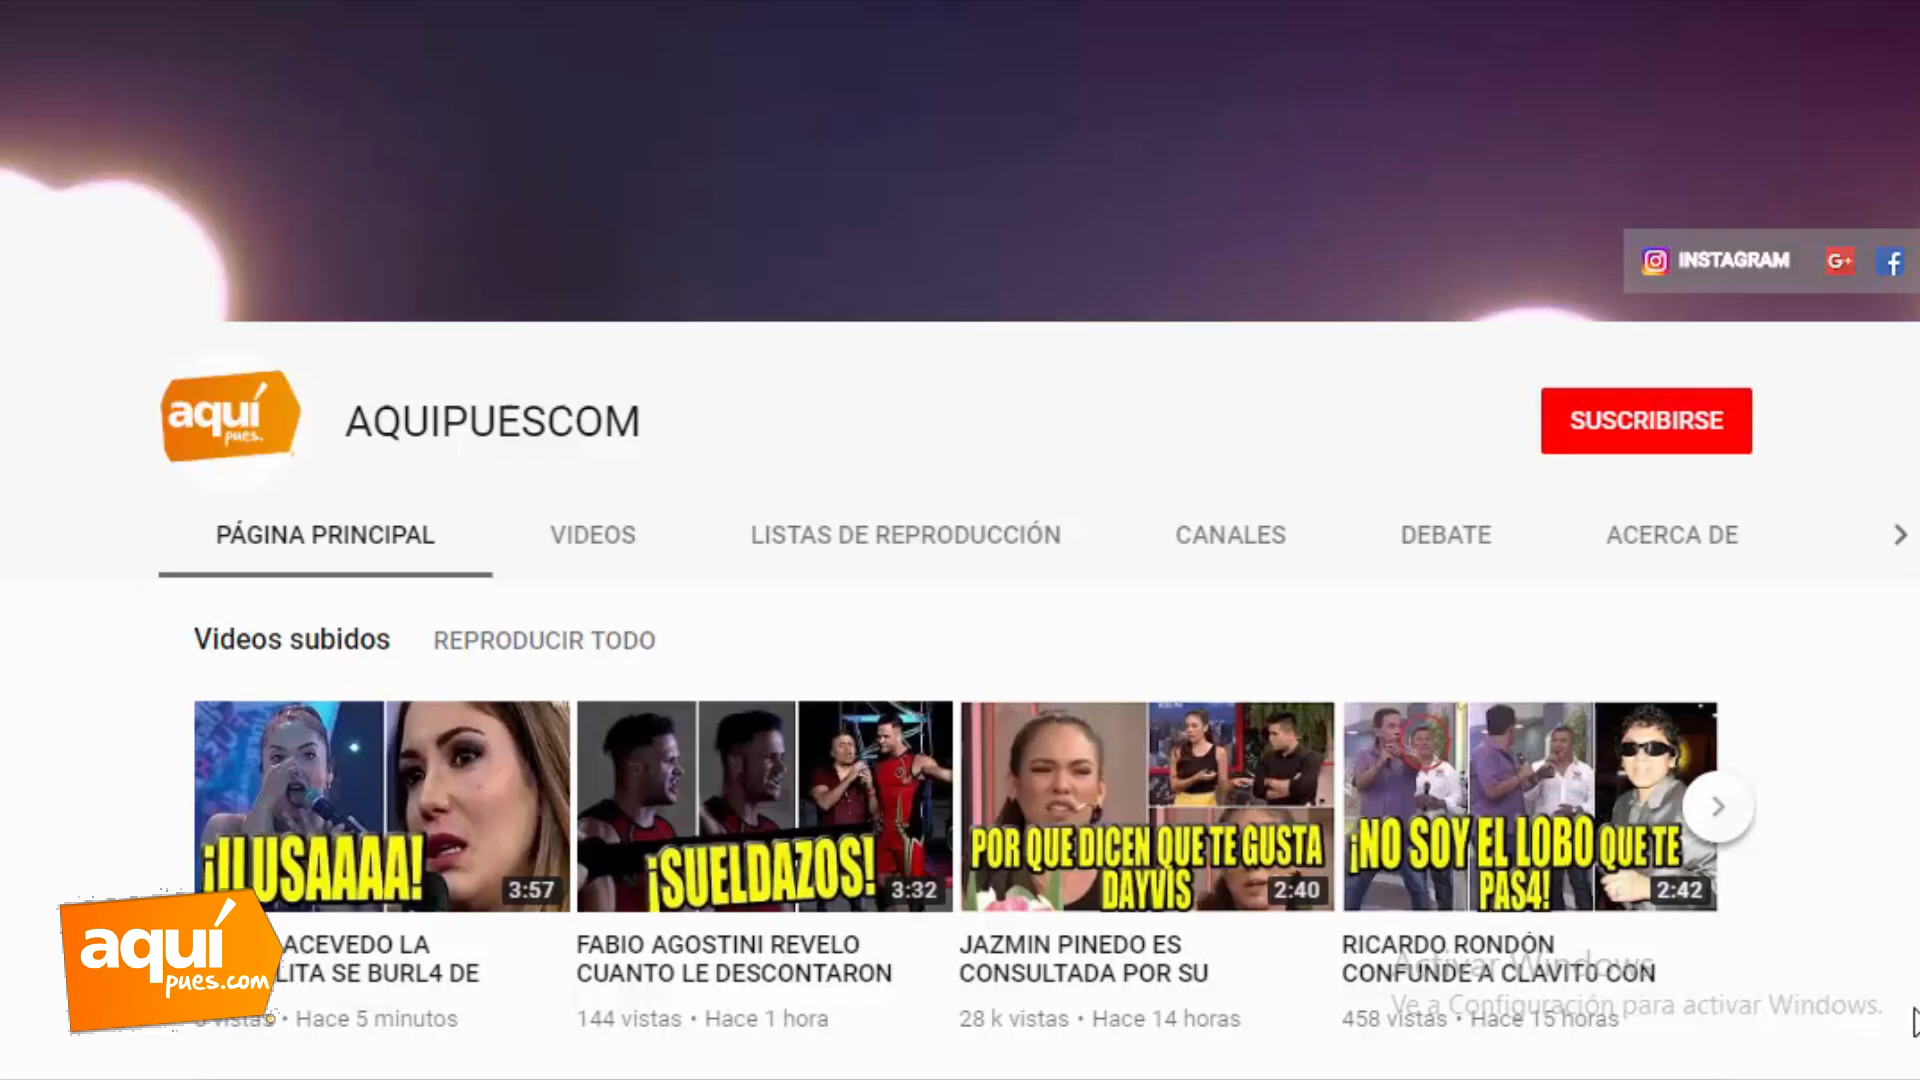 INSTAGRAM
G+
f
aquí
pues.
AQUIPUESCOM
SUSCRIBIRSE
PÁGINA PRINCIPAL
VIDEOS
LISTAS DE REPRODUCCIÓN
CANALES
DEBATE
ACERCA DE
Videos subidos
REPRODUCIR TODO
¡ILUSAAAA!
3:57
¡SUELDAZOS!
3:32
POR QUE DICEN QUE TE GUSTA
DAYVIS
2:40
¡NO SOY EL LOBO QUE TE
PAS4!
2:42
ACEVEDO LA
LITA SE BURL4 DE
vistas • Hace 5 minutos
FABIO AGOSTINI REVELO
CUANTO LE DESCONTARON
144 vistas • Hace 1 hora
JAZMIN PINEDO ES
CONSULTADA POR SU
28 k vistas • Hace 14 horas
RICARDO RONDÓN
CONFUNDE A CLAVIT0 CON
458 vistas • Hace 15 horas
Activar Windows
Ve a Configuración para activar Windows.
aquí
pues.com